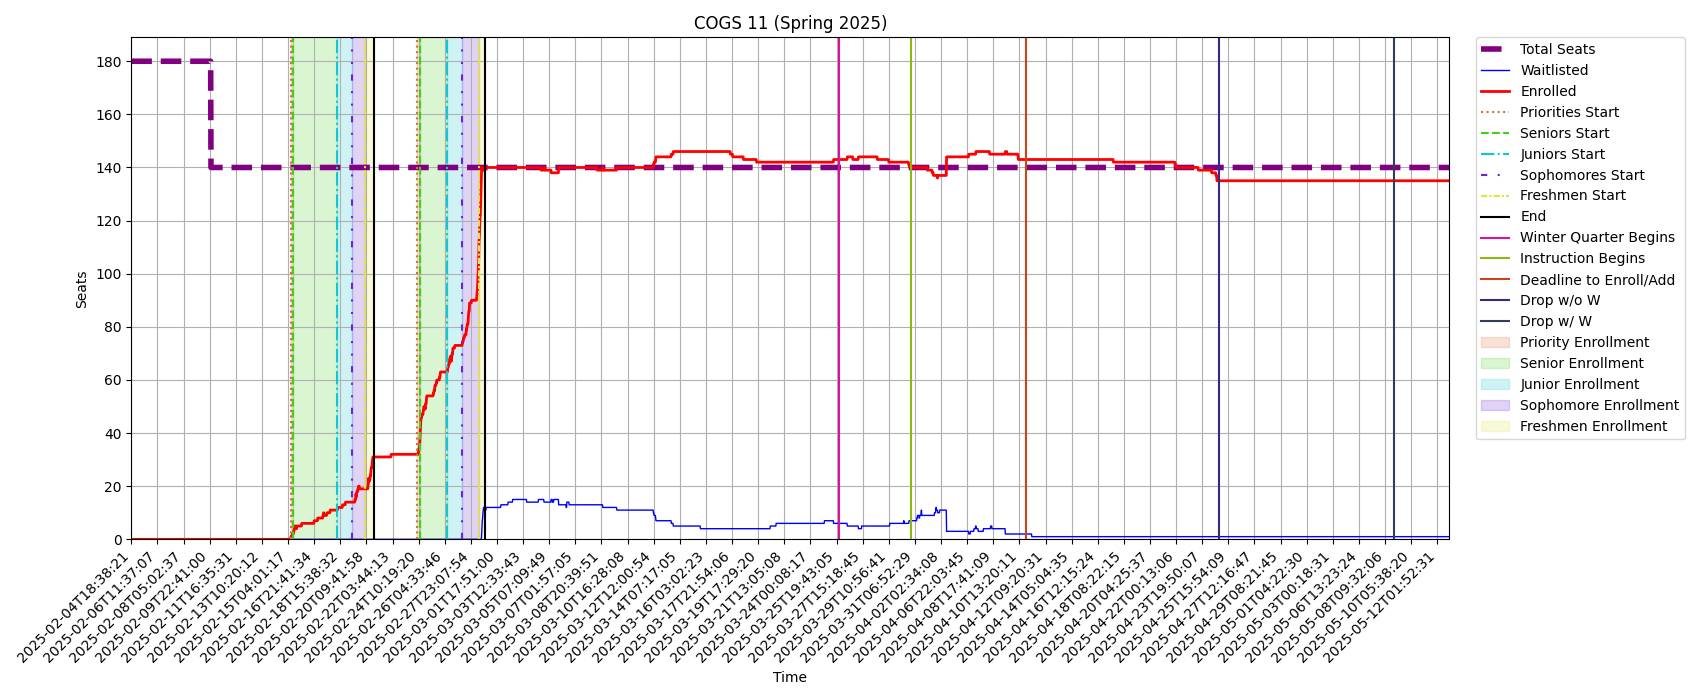 COGS 11 (Spring 2025)
Seats
180
160
140
120
100
80
60
40
20
0
2025-02-04T18:38:21
2025-02-06T11:37:07
2025-02-08T05:02:37
2025-02-09T22:41:00
2025-02-11T16:35:31
2025-02-13T10:20:12
2025-02-15T04:01:17
2025-02-16T21:41:34
2025-02-18T15:38:32
2025-02-20T09:41:58
2025-02-22T03:44:13
2025-02-24T04:10:19
2025-02-26T04:33:46
2025-02-27T23:07:54
2025-03-01T17:51:00
2025-03-03T12:33:43
2025-03-05T07:09:49
2025-03-07T01:57:05
2025-03-08T20:39:51
2025-03-10T16:28:08
2025-03-12T12:00:54
2025-03-14T07:17:05
2025-03-16T03:02:23
2025-03-17T21:54:06
2025-03-19T17:29:20
2025-03-21T13:05:08
2025-03-24T00:08:17
2025-03-25T19:43:05
2025-03-27T15:18:45
2025-03-29T10:56:41
2025-03-31T06:52:29
2025-04-02T02:34:08
2025-04-06T22:03:45
2025-04-08T17:41:09
2025-04-10T13:20:11
2025-04-12T09:20:31
2025-04-14T05:04:35
2025-04-16T12:15:24
2025-04-18T08:22:15
2025-04-20T04:25:37
2025-04-22T00:13:06
2025-04-23T19:50:07
2025-04-25T15:54:09
2025-04-27T12:16:47
2025-04-29T08:21:45
2025-05-01T04:22:30
2025-05-03T00:18:31
2025-05-06T13:23:24
2025-05-08T09:32:06
2025-05-10T05:38:20
2025-05-12T01:52:31
Time
Total Seats
Waitlisted
Enrolled
Priorities Start
Seniors Start
Juniors Start
Sophomores Start
Freshmen Start
End
Winter Quarter Begins
Instruction Begins
Deadline to Enroll/Add
Drop w/o W
Drop w/ W
Priority Enrollment
Senior Enrollment
Junior Enrollment
Sophomore Enrollment
Freshmen Enrollment